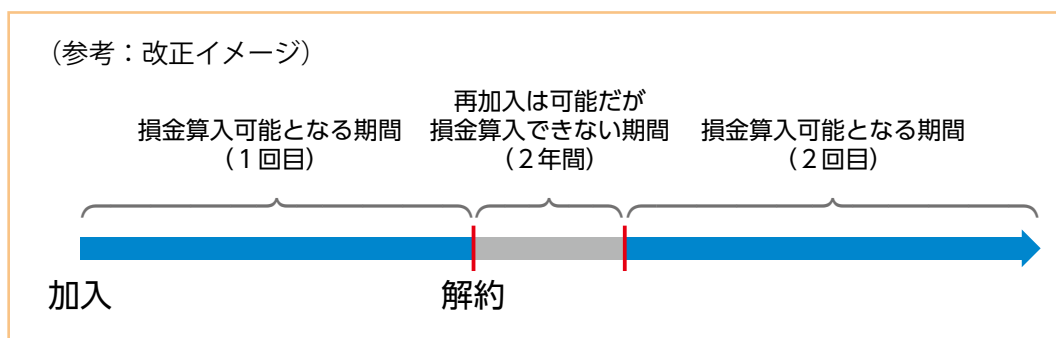 （参考：改正イメージ）
損金算入可能となる期間
（１回目）
再加入は可能だが
損金算入できない期間
（２年間）
損金算入可能となる期間
（２回目）
加入
解約